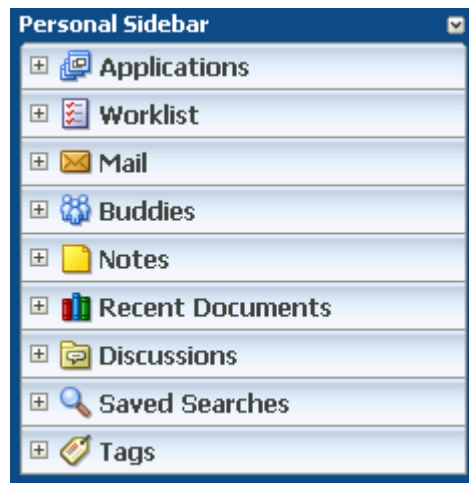 Personal Sidebar
Applications
Worklist
Mail
Buddies
Notes
Recent Documents
Discussions
Saved Searches
Tags